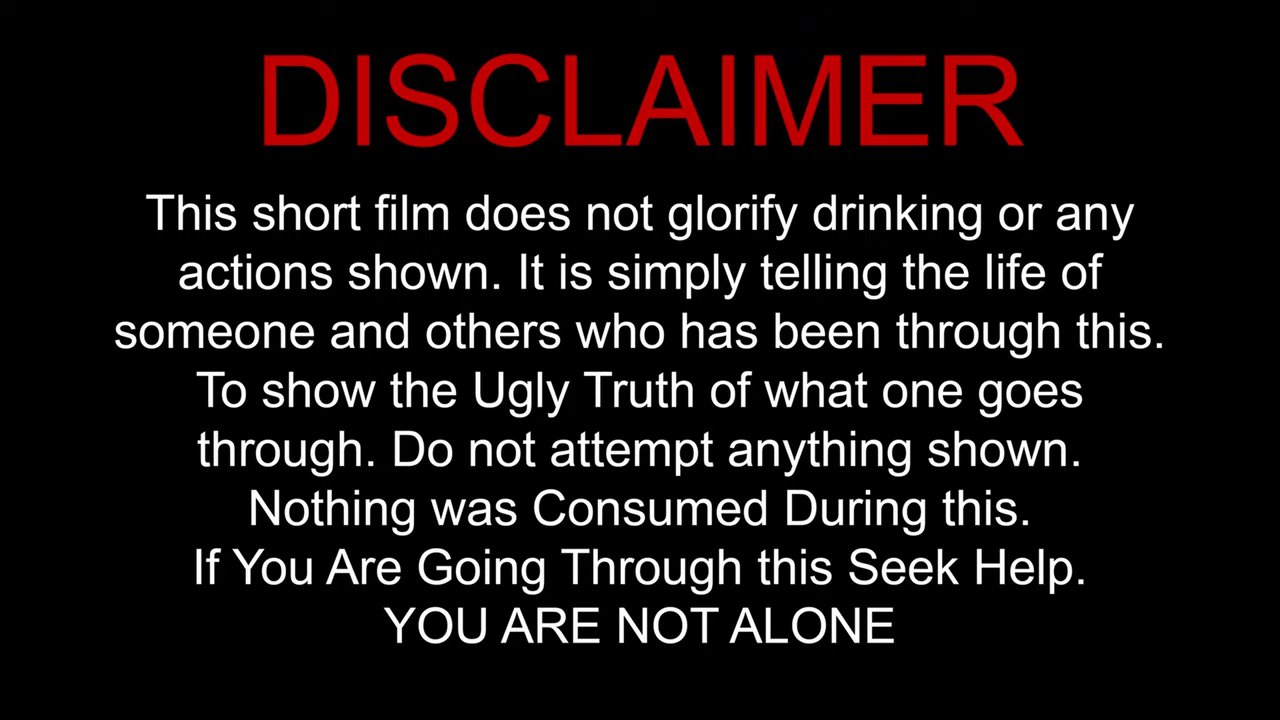 DISCLAIMER
This short film does not glorify drinking or any
actions shown. It is simply telling the life of
someone and others who has been through this.
To show the Ugly Truth of what one goes
through. Do not attempt anything shown.
Nothing was Consumed During this.
If You Are Going Through this Seek Help.
YOU ARE NOT ALONE